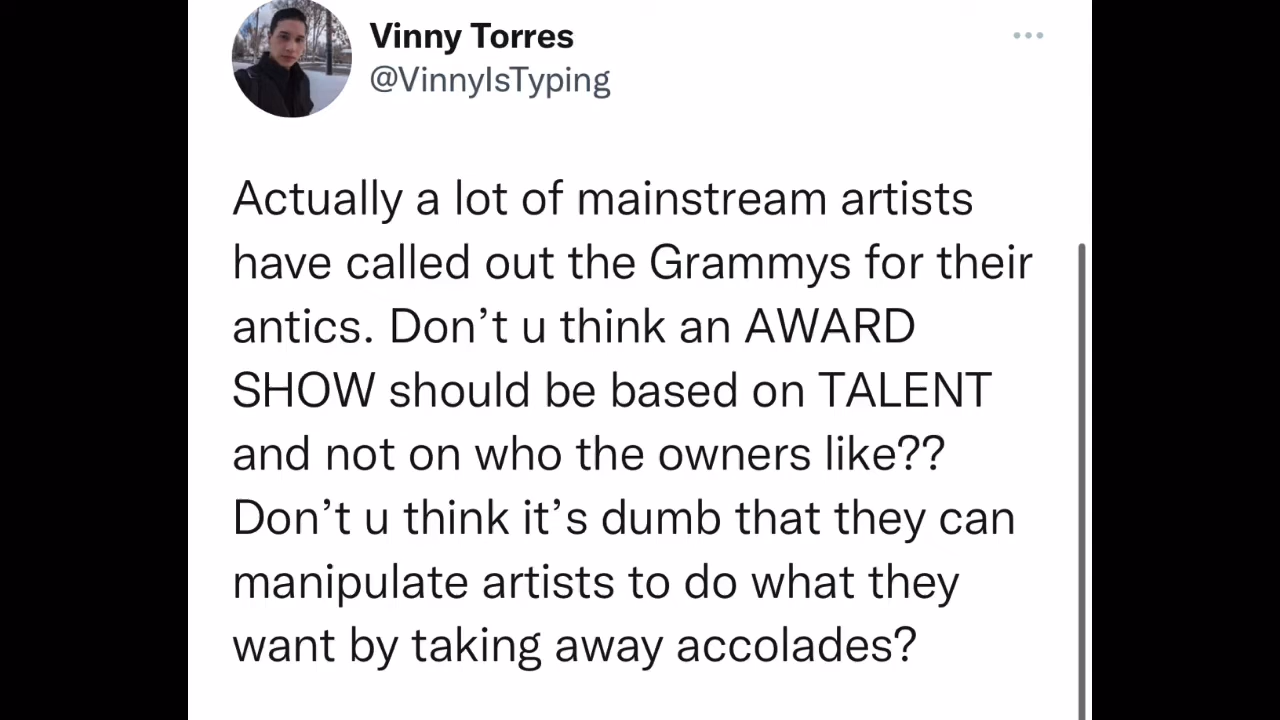 Vinny Torres
@VinnyIsTyping
Actually a lot of mainstream artists
have called out the Grammys for their
antics. Don’t u think an AWARD
SHOW should be based on TALENT
and not on who the owners like??
Don’t u think it’s dumb that they can
manipulate artists to do what they
want by taking away accolades?